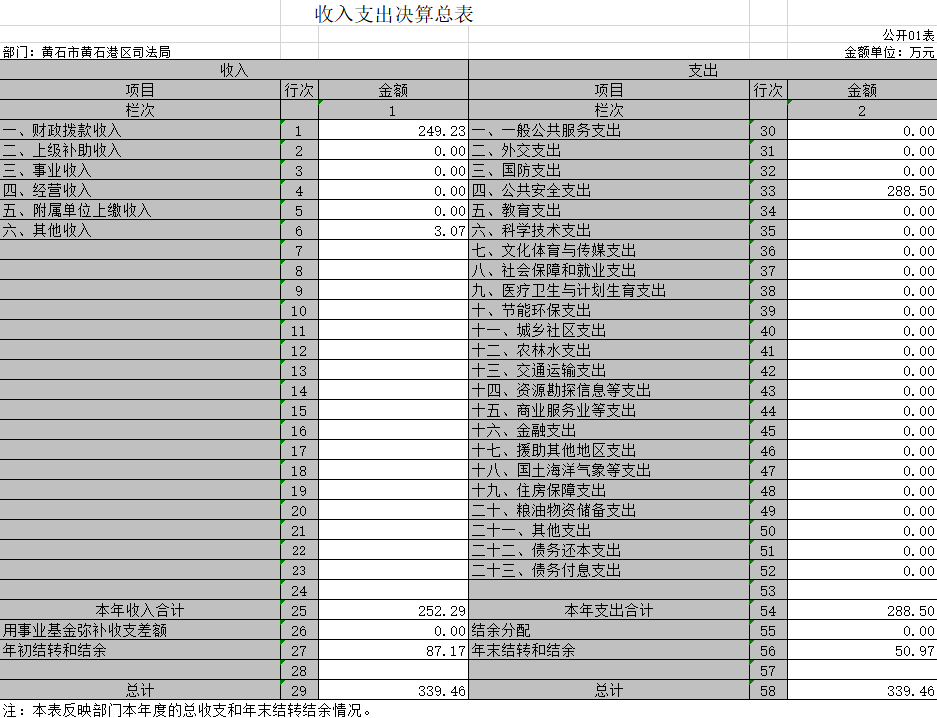 收入支出决算总表
公开01表
部门：黄石市黄石港区司法局 金额单位：万元
收入 支出
项目 行次 金额 项目 行次 金额
栏次 1 栏次 2
一、财政拨款收入 1 249.23 一、一般公共服务支出 30 0.00
二、上级补助收入 2 0.00 二、外交支出 31 0.00
三、事业收入 3 0.00 三、国防支出 32 0.00
四、经营收入 4 0.00 四、公共安全支出 33 288.50
五、附属单位上缴收入 5 0.00 五、教育支出 34 0.00
六、其他收入 6 3.07 六、科学技术支出 35 0.00
7 七、文化体育与传媒支出 36 0.00
8 八、社会保障和就业支出 37 0.00
9 九、医疗卫生与计划生育支出 38 0.00
10 十、节能环保支出 39 0.00
11 十一、城乡社区支出 40 0.00
12 十二、农林水支出 41 0.00
13 十三、交通运输支出 42 0.00
14 十四、资源勘探信息等支出 43 0.00
15 十五、商业服务业等支出 44 0.00
16 十六、金融支出 45 0.00
17 十七、援助其他地区支出 46 0.00
18 十八、国土海洋气象等支出 47 0.00
19 十九、住房保障支出 48 0.00
20 二十、粮油物资储备支出 49 0.00
21 二十一、其他支出 50 0.00
22 二十二、债务还本支出 51 0.00
23 二十三、债务付息支出 52 0.00
24 53
本年收入合计 25 252.29 本年支出合计 54 288.50
用事业基金弥补收支差额 26 0.00 结余分配 55 0.00
年初结转和结余 27 87.17 年末结转和结余 56 50.97
28 57
总计 29 339.46 总计 58 339.46
注：本表反映部门本年度的总收支和年末结转结余情况。